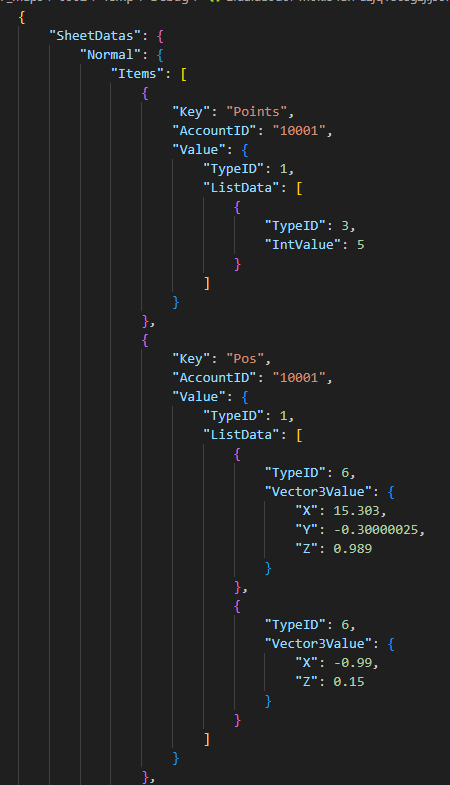 {
"SheetDatas": {
"Normal": {
"Items": [
{
"Key": "Points",
"AccountID": "10001",
"Value": {
"TypeID": 1,
"ListData": [
{
"TypeID": 3,
"IntValue": 5
}
]
}
},
{
"Key": "Pos",
"AccountID": "10001",
"Value": {
"TypeID": 1,
"ListData": [
{
"TypeID": 6,
"Vector3Value": {
"X": 15.303,
"Y": -0.30000025,
"Z": 0.989
}
},
{
"TypeID": 6,
"Vector3Value": {
"X": -0.99,
"Z": 0.15
}
}
]
}
},